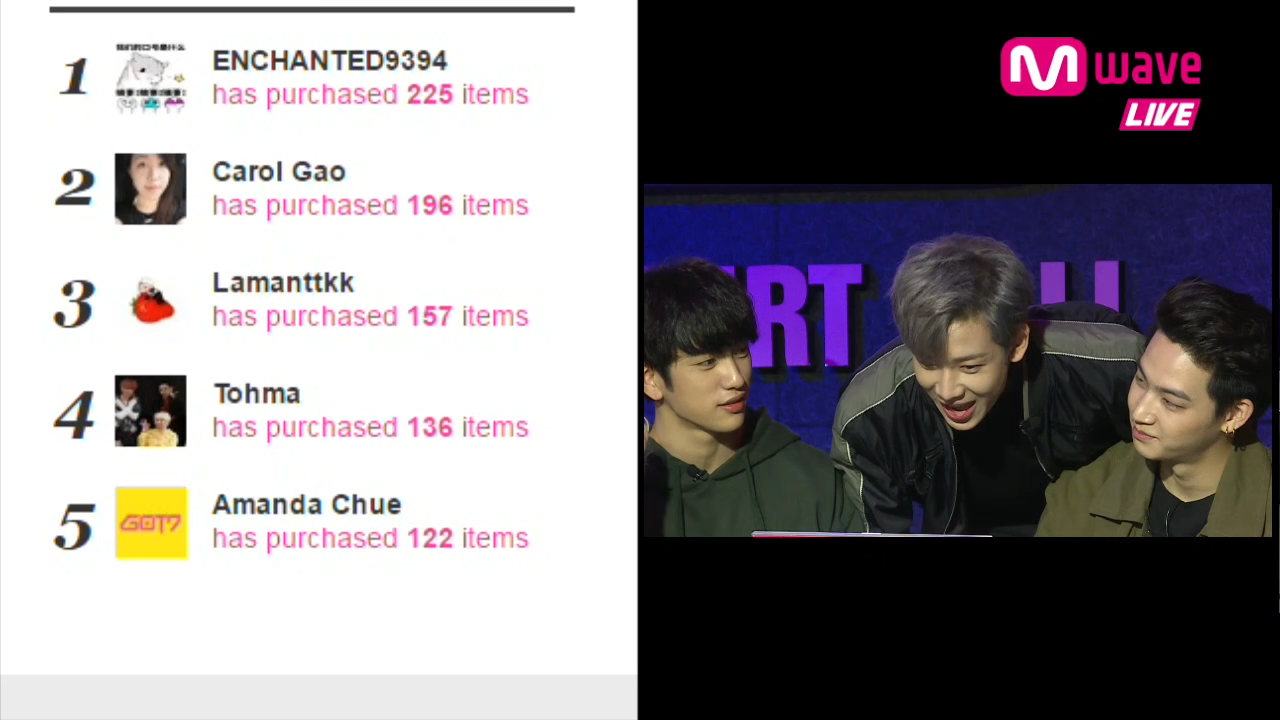 1
ENCHANTED9394
has purchased 225 items
2
Carol Gao
has purchased 196 items
3
Lamanttkk
has purchased 157 items
4
Tohma
has purchased 136 items
5
GOT7
Amanda Chue
has purchased 122 items
M wave
LIVE
RT